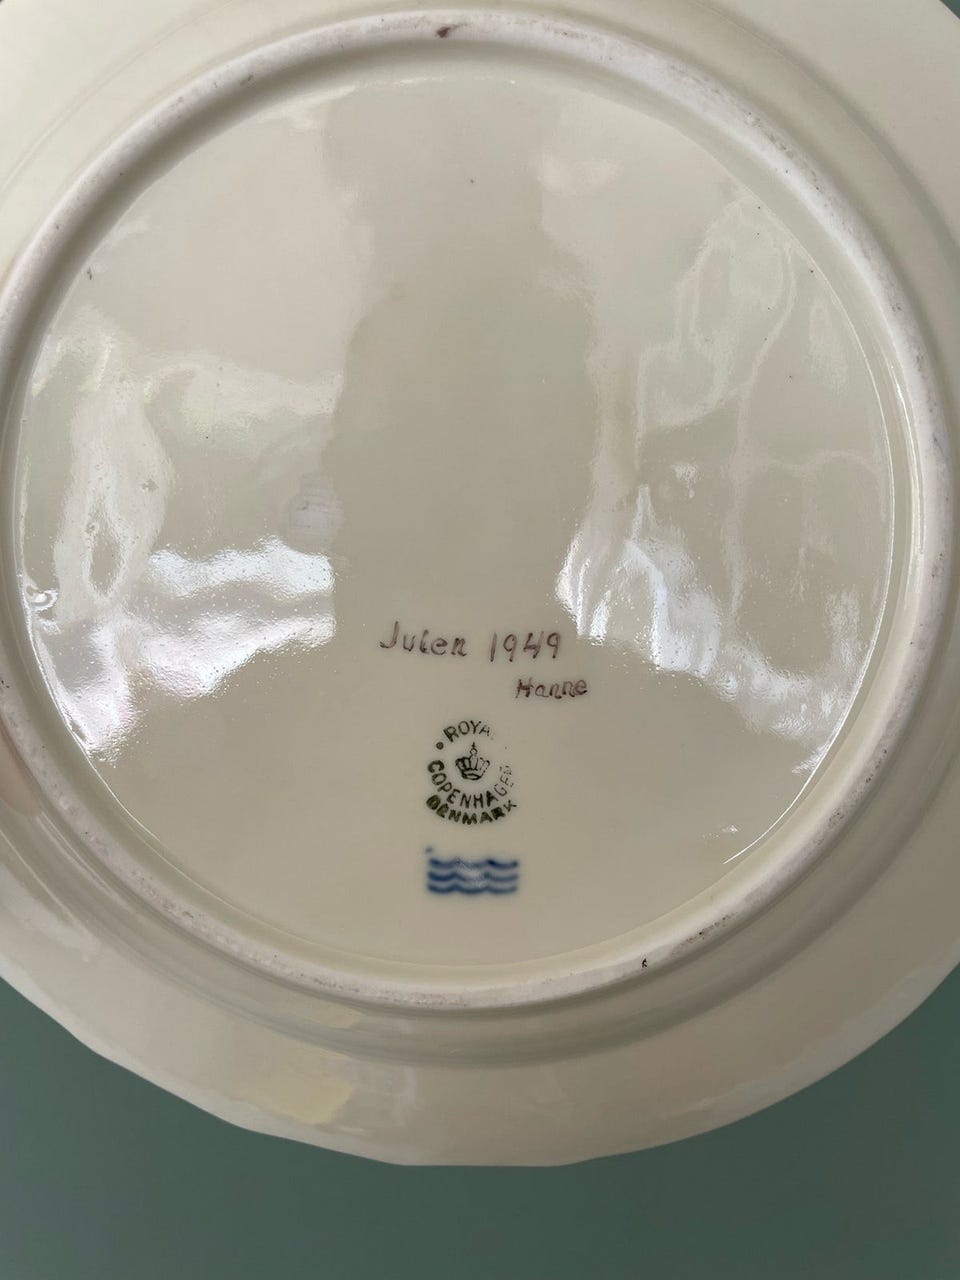 Julen 1949
Hanne
ROYAL
COPENHAGEN
DENMARK